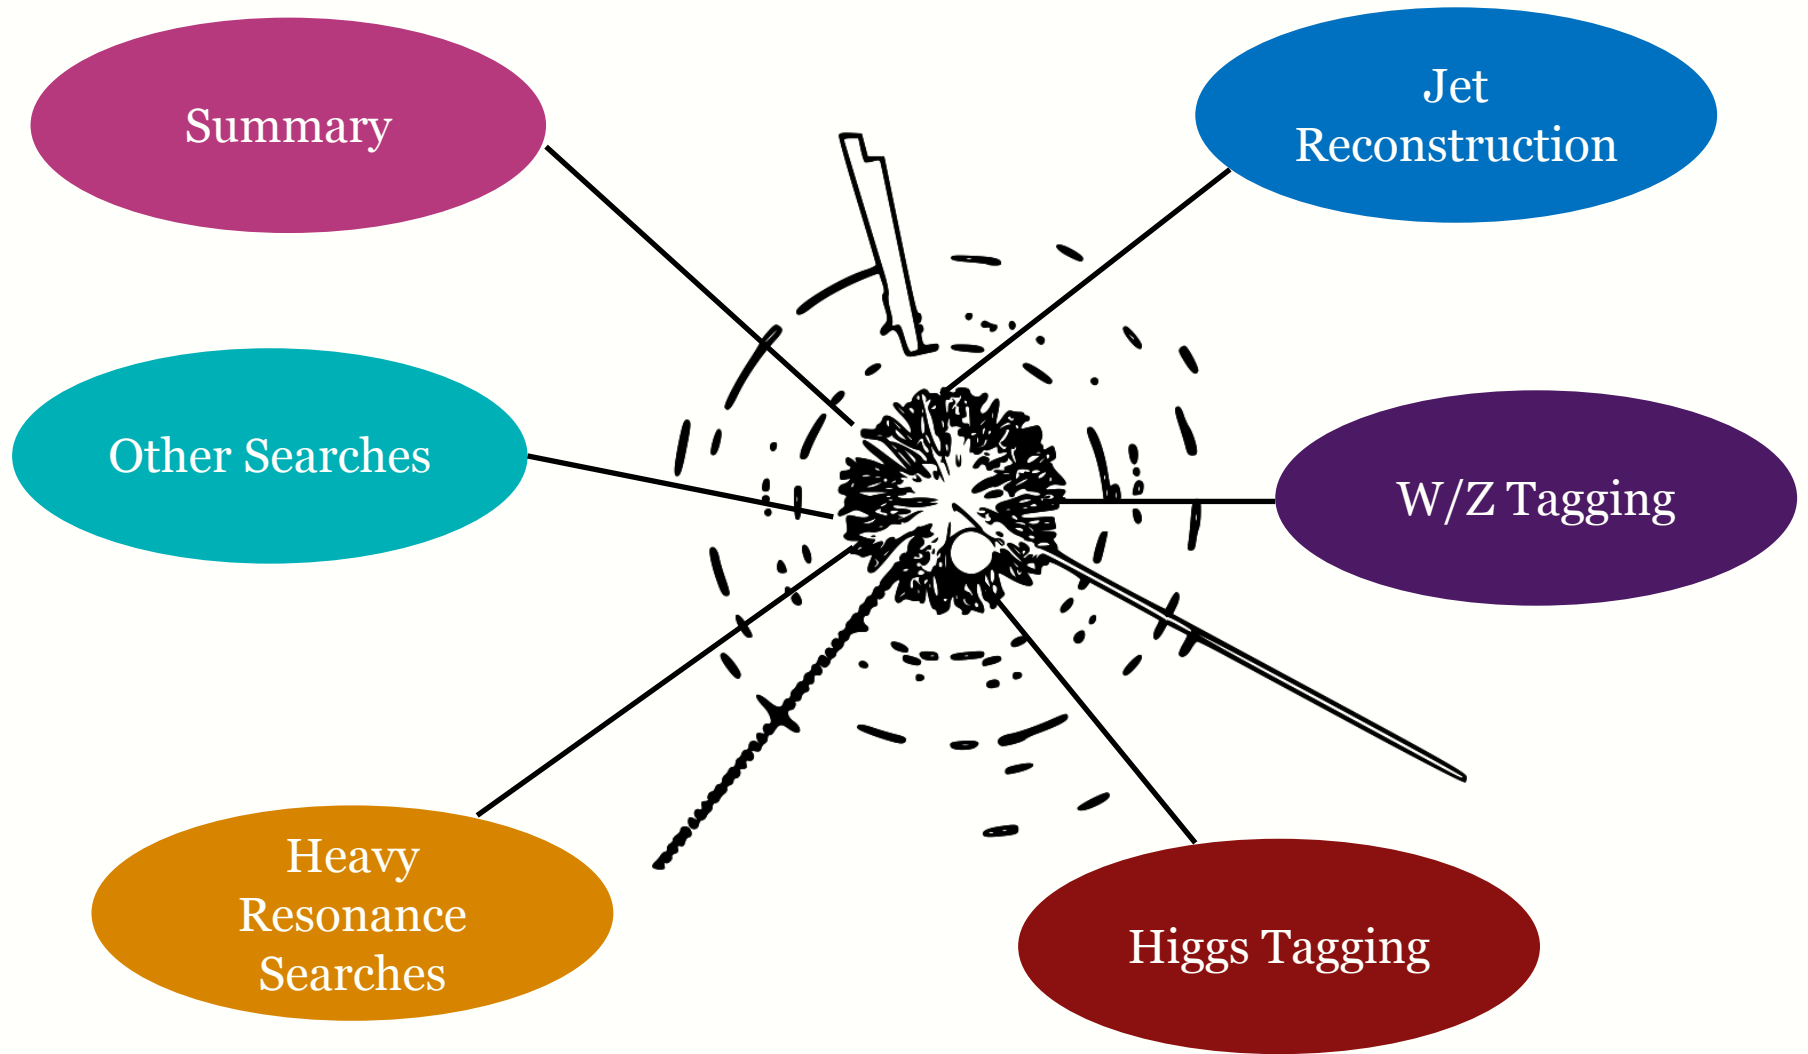 Summary
Jet
Reconstruction
Other Searches
W/Z Tagging
Heavy
Resonance
Searches
Higgs Tagging